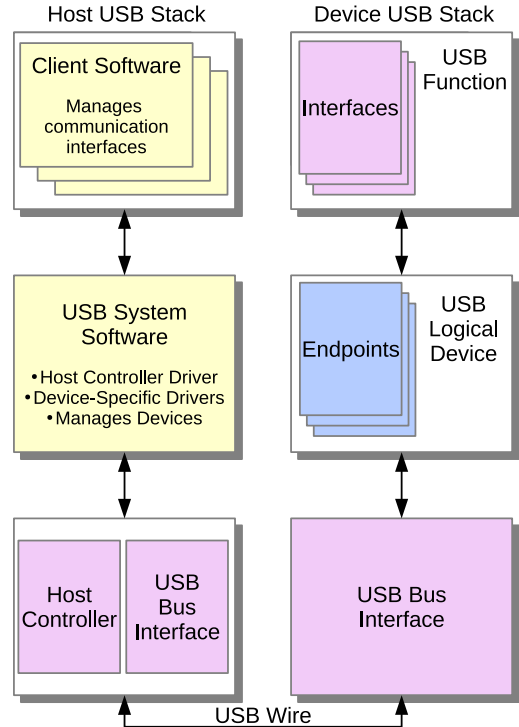 Host USB Stack
Client Software
Manages
communication
interfaces
USB System
Software
•Host Controller Driver
•Device-Specific Drivers
•Manages Devices
Host
Controller
USB
Bus
Interface
Device USB Stack
Interfaces
USB
Function
Endpoints
USB
Logical
Device
USB Bus
Interface
USB Wire